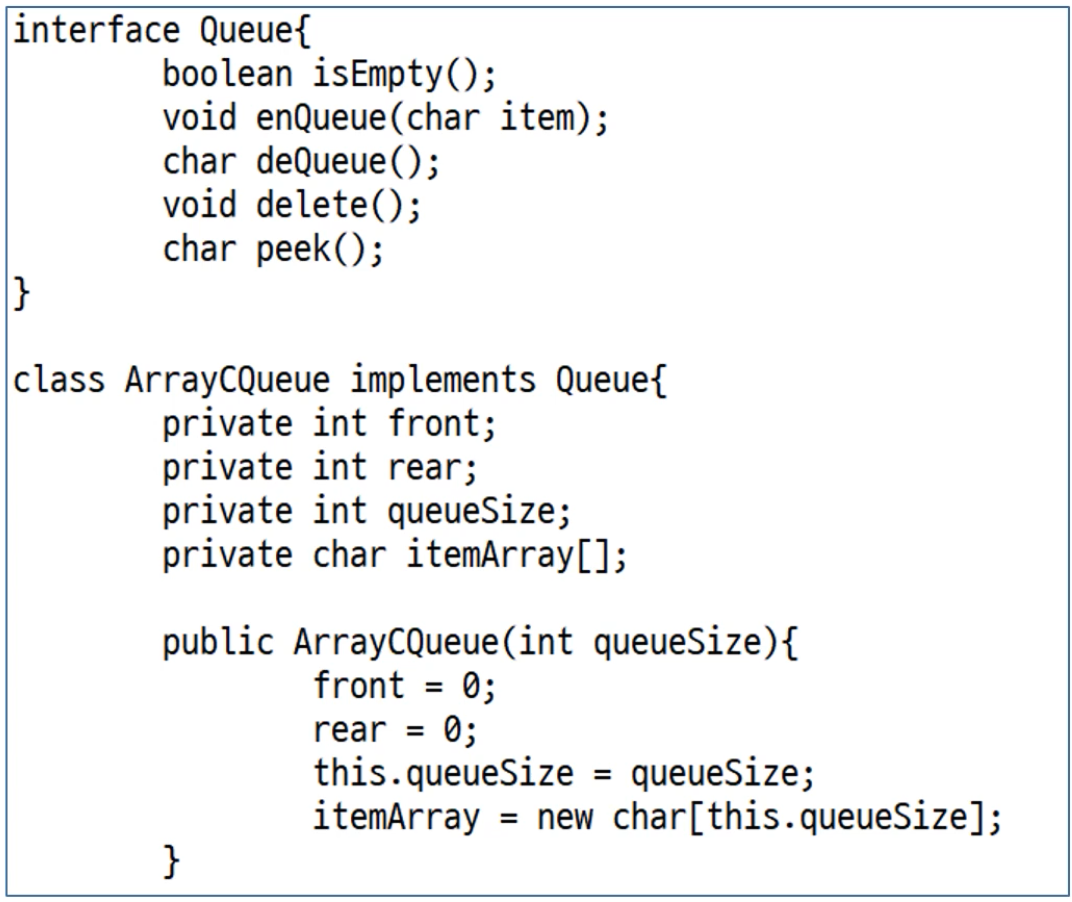 interface Queue{
boolean isEmpty();
void enQueue(char item);
char deQueue();
void delete();
char peek();
}
class ArrayCQueue implements Queue{
private int front;
private int rear;
private int queueSize;
private char itemArray[];
public ArrayCQueue(int queueSize){
front = 0;
rear = 0;
this.queueSize = queueSize;
itemArray = new char[this.queueSize];
}